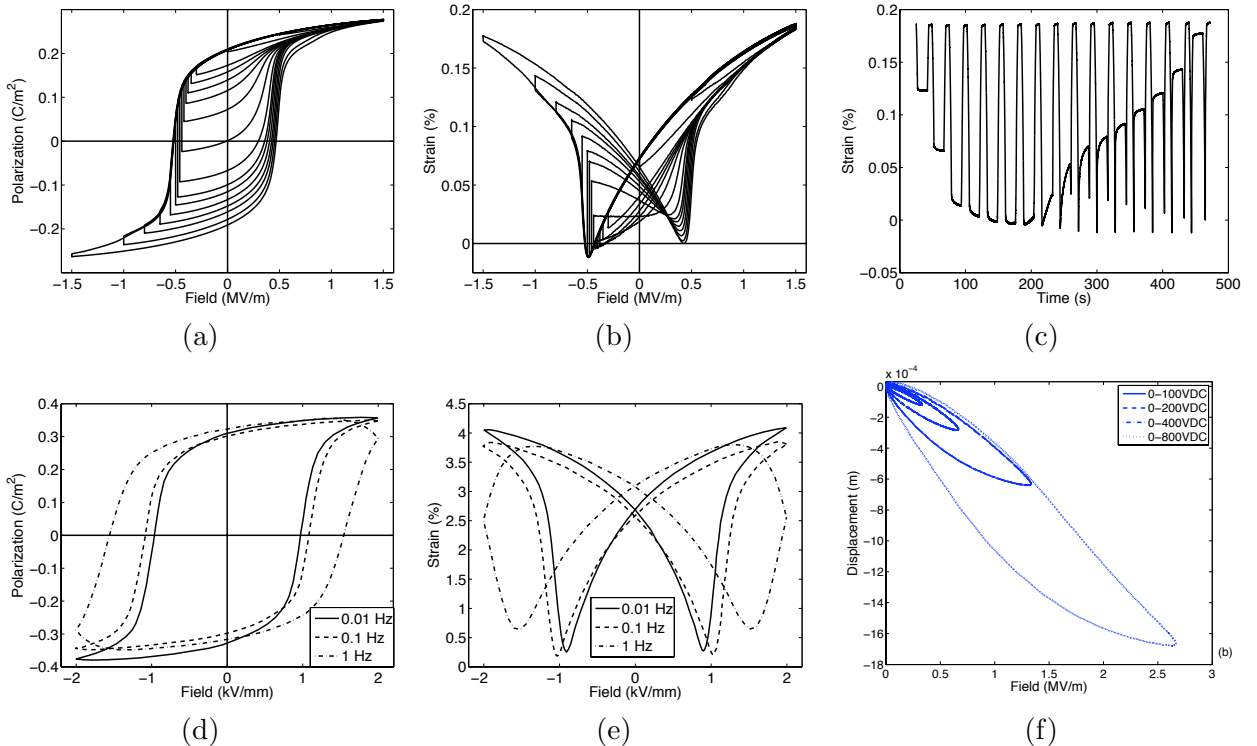 0.2
0.1
0
−0.1
−0.2
Polarization (C/m²)
−1.5 −1 −0.5 0 0.5 1 1.5
Field (MV/m)
(a)
0.2
0.15
0.1
0.05
0
Strain (%)
−1.5 −1 −0.5 0 0.5 1 1.5
Field (MV/m)
(b)
0.2
0.15
0.1
0.05
0
−0.05
Strain (%)
0 100 200 300 400 500
Time (s)
(c)
0.4
0.3
0.2
0.1
0
−0.1
−0.2
−0.3
−0.4
Polarization (C/m²)
0.01 Hz
0.1 Hz
1 Hz
−2 −1 0 1 2
Field (kV/mm)
(d)
4.5
4
3.5
3
2.5
2
1.5
1
0.5
0
Strain (%)
0.01 Hz
0.1 Hz
1 Hz
−2 −1 0 1 2
Field (kV/mm)
(e)
x 10⁻⁴
0
−2
−4
−6
−8
−10
−12
−14
−16
−18
Displacement (m)
0−100VDC
0−200VDC
0−400VDC
0−800VDC
(b)
0 0.5 1 1.5 2 2.5 3
Field (MV/m)
(f)